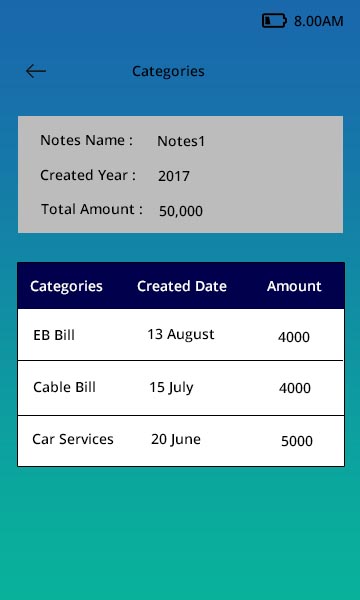 8.00AM
Categories
Notes Name : Notes1
Created Year : 2017
Total Amount : 50,000
Categories Created Date Amount
EB Bill 13 August 4000
Cable Bill 15 July 4000
Car Services 20 June 5000